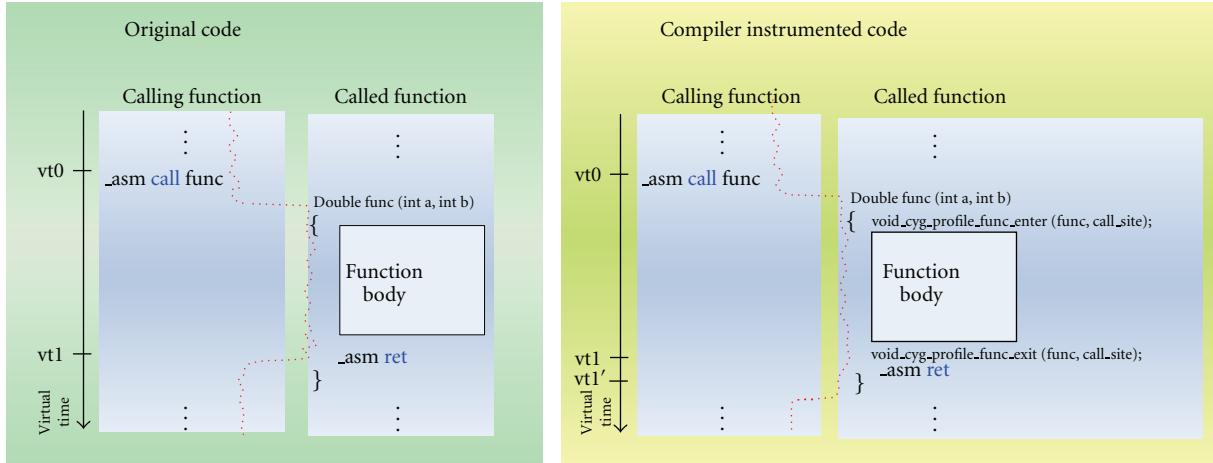 Original code
Calling function
Called function
vt0
_asm call func
Double func (int a, int b)
{
Function
body
vt1
_asm ret
}
Virtual
time
Compiler instrumented code
Calling function
Called function
vt0
_asm call func
Double func (int a, int b)
{ void_cyg_profile_func_enter (func, call_site);
Function
body
vt1
void_cyg_profile_func_exit (func, call_site);
_asm ret
vt1′
}
Virtual
time